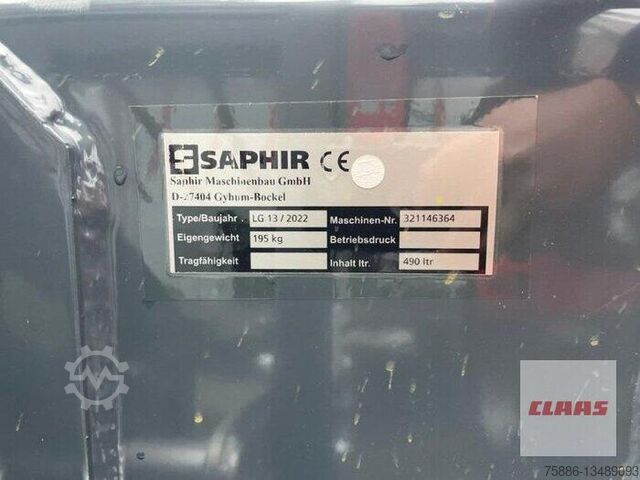 SAPHIR CE
Saphir Maschinenbau GmbH
D-27404 Gyhum-Bockel
Type/Baujahr. LG 13 / 2022 Maschinen-Nr. 321146364
Eigengewicht 195 kg Betriebsdruck
Tragfähigkeit Inhalt ltr. 490 ltr
CLAAS
75886-13489093